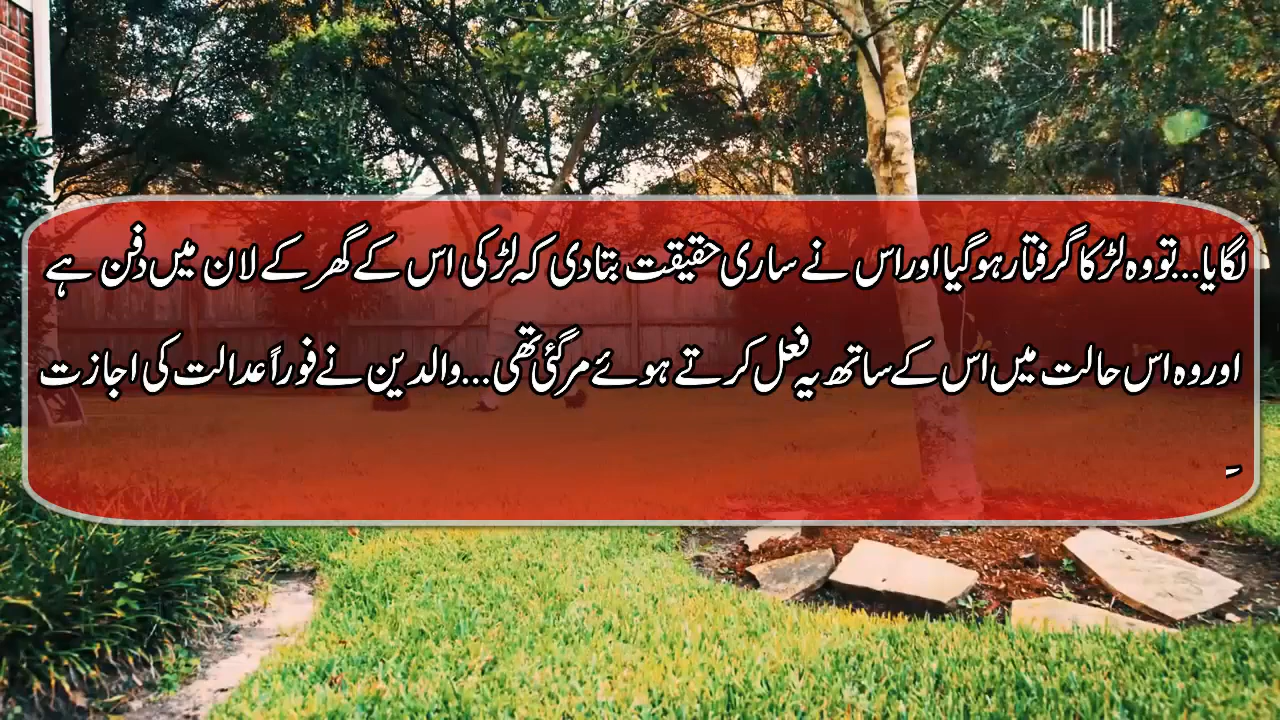 لگایا...تو وہ لڑکا گرفتار ہو گیا اور اس نے ساری حقیقت بتا دی کہ لڑکی اس کے گھر کے لان میں دفن ہے
اور وہ اس حالت میں اس کے ساتھ یہ فعل کرتے ہوئے مر گئی تھی...والدین نے فوراً عدالت کی اجازت
۔